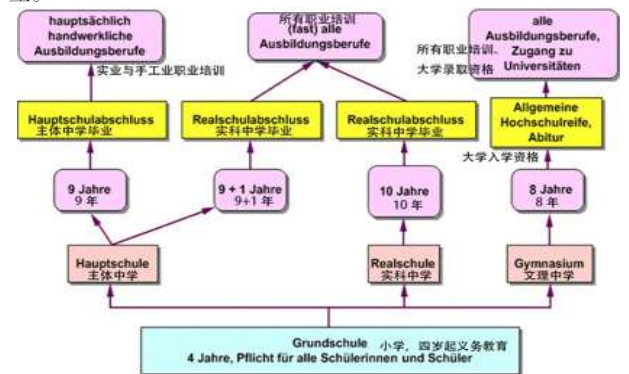 hauptsächlich
handwerkliche
Ausbildungsberufe
实业与手工业职业培训
所有职业培训
(fast) alle
Ausbildungsberufe
alle
Ausbildungsberufe,
Zugang zu
Universitäten
所有职业培训、
大学录取资格
Hauptschulabschluss
主体中学毕业
Realschulabschluss
实科中学毕业
Realschulabschluss
实科中学毕业
Allgemeine
Hochschulreife,
Abitur
大学入学资格
9 Jahre
9 年
9 + 1 Jahre
9+1 年
10 Jahre
10 年
8 Jahre
8 年
Hauptschule
主体中学
Realschule
实科中学
Gymnasium
文理中学
Grundschule 小学，四岁起义务教育
4 Jahre, Pflicht für alle Schülerinnen und Schüler